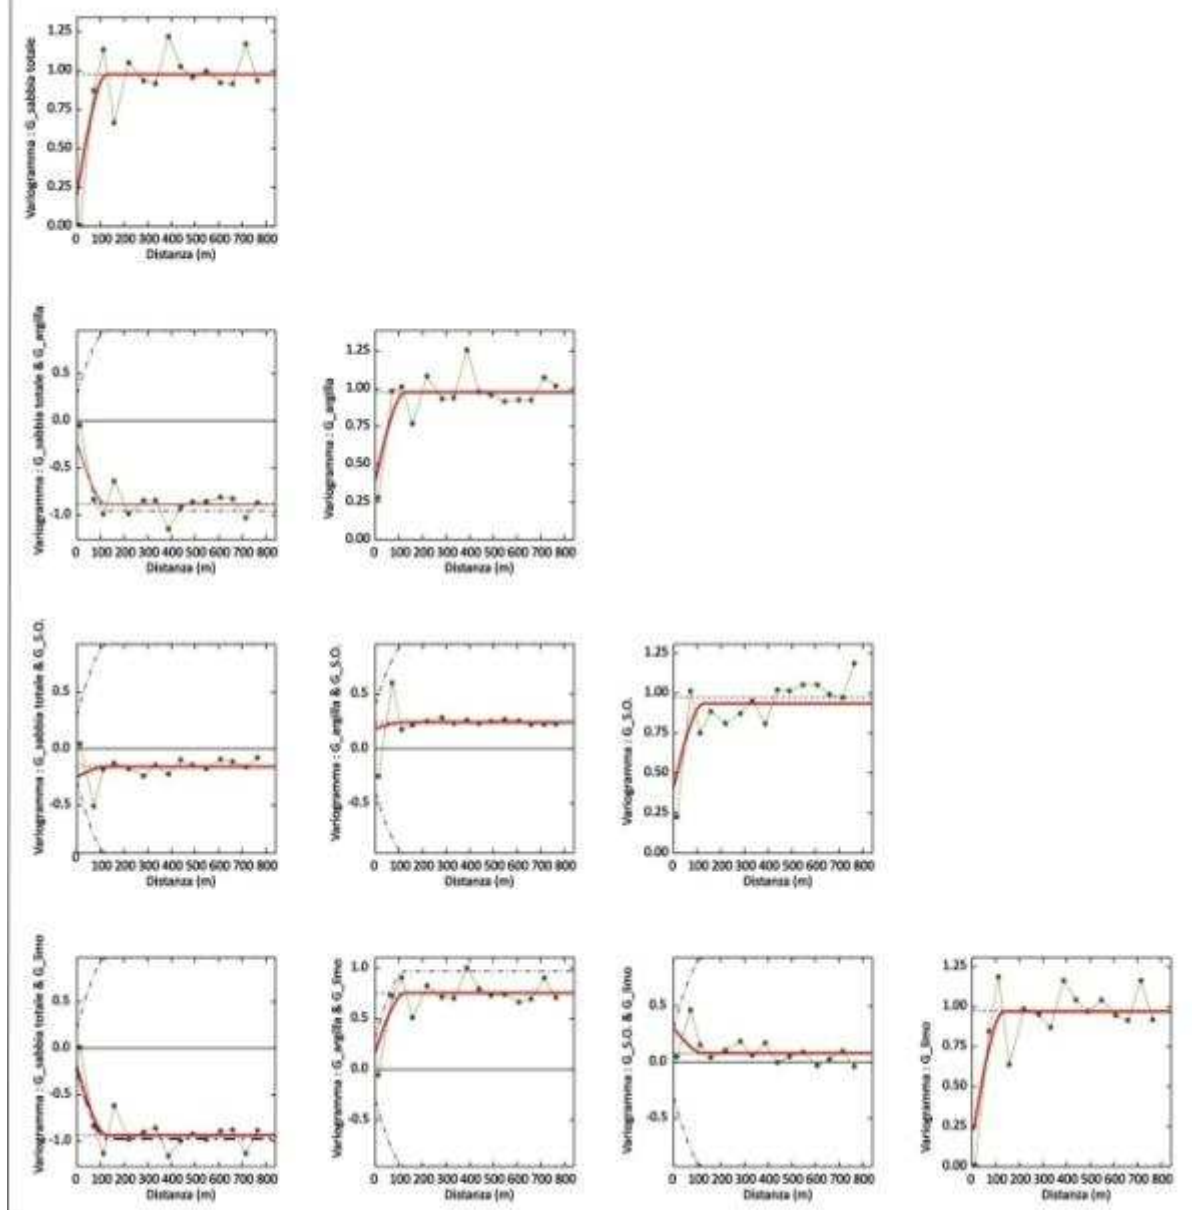 Variogramma : G_sabbia totale
1.25
1.00
0.75
0.50
0.25
0.00
0 100 200 300 400 500 600 700 800
Distanza (m)
Variogramma : G_sabbia totale & G_argilla
0.5
0.0
-0.5
-1.0
0 100 200 300 400 500 600 700 800
Distanza (m)
Variogramma : G_argilla
1.25
1.00
0.75
0.50
0.25
0.00
0 100 200 300 400 500 600 700 800
Distanza (m)
Variogramma : G_sabbia totale & G_S.O.
0.5
0.0
-0.5
0 100 200 300 400 500 600 700 800
Distanza (m)
Variogramma : G_argilla & G_S.O.
0.5
0.0
-0.5
0 100 200 300 400 500 600 700 800
Distanza (m)
Variogramma : G_S.O.
1.25
1.00
0.75
0.50
0.25
0.00
0 100 200 300 400 500 600 700 800
Distanza (m)
Variogramma : G_sabbia totale & G_limo
0.5
0.0
-0.5
-1.0
0 100 200 300 400 500 600 700 800
Distanza (m)
Variogramma : G_argilla & G_limo
1.0
0.5
0.0
-0.5
0 100 200 300 400 500 600 700 800
Distanza (m)
Variogramma : G_S.O. & G_limo
0.5
0.0
-0.5
0 100 200 300 400 500 600 700 800
Distanza (m)
Variogramma : G_limo
1.25
1.00
0.75
0.50
0.25
0.00
0 100 200 300 400 500 600 700 800
Distanza (m)